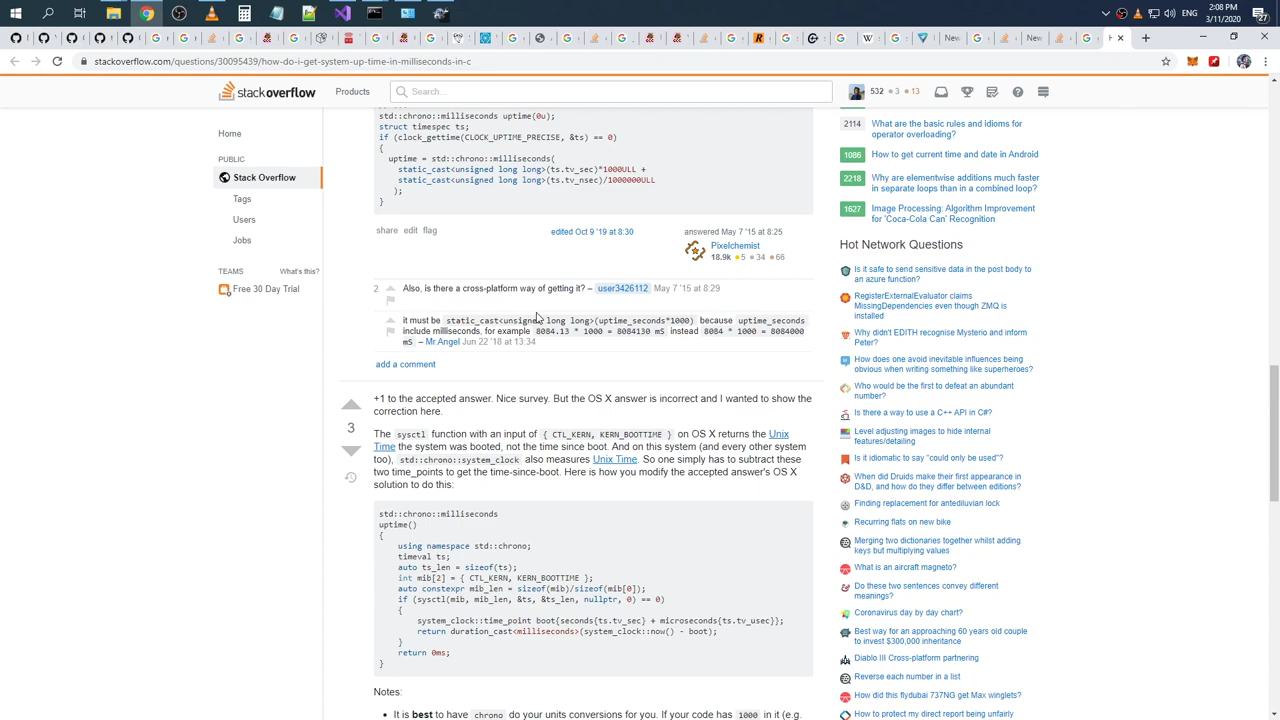 2:08 PM
ENG
3/11/2020
New
New
H
stackoverflow.com/questions/30095439/how-do-i-get-system-up-time-in-milliseconds-in-c
stackoverflow
Products
Search...
532 3 13
Home
PUBLIC
Stack Overflow
Tags
Users
Jobs
TEAMS
What's this?
Free 30 Day Trial
std::chrono::milliseconds uptime(0u);
struct timespec ts;
if (clock_gettime(CLOCK_UPTIME_PRECISE, &ts) == 0)
{
uptime = std::chrono::milliseconds(
static_cast<unsigned long long>(ts.tv_sec)*1000ULL +
static_cast<unsigned long long>(ts.tv_nsec)/1000000ULL
);
}
share edit flag
edited Oct 9 '19 at 8:30
answered May 7 '15 at 8:25
Pixelchemist
18.9k 5 34 66
2
Also, is there a cross-platform way of getting it? – user3426112 May 7 '15 at 8:29
it must be static_cast<unsigned long long>(uptime_seconds*1000) because uptime_seconds
include milliseconds, for example 8084.13 * 1000 = 8084130 mS instead 8084 * 1000 = 8084000
mS – Mr.Angel Jun 22 '18 at 13:34
add a comment
3
+1 to the accepted answer. Nice survey. But the OS X answer is incorrect and I wanted to show the
correction here.
The sysctl function with an input of { CTL_KERN, KERN_BOOTTIME } on OS X returns the Unix
Time the system was booted, not the time since boot. And on this system (and every other system
too), std::chrono::system_clock also measures Unix Time. So one simply has to subtract these
two time_points to get the time-since-boot. Here is how you modify the accepted answer's OS X
solution to do this:
std::chrono::milliseconds
uptime()
{
using namespace std::chrono;
timeval ts;
auto ts_len = sizeof(ts);
int mib[2] = { CTL_KERN, KERN_BOOTTIME };
auto constexpr mib_len = sizeof(mib)/sizeof(mib[0]);
if (sysctl(mib, mib_len, &ts, &ts_len, nullptr, 0) == 0)
{
system_clock::time_point boot{seconds{ts.tv_sec} + microseconds{ts.tv_usec}};
return duration_cast<milliseconds>(system_clock::now() - boot);
}
return 0ms;
}
Notes:
• It is best to have chrono do your units conversions for you. If your code has 1000 in it (e.g.
2114 What are the basic rules and idioms for
operator overloading?
1086 How to get current time and date in Android
2218 Why are elementwise additions much faster
in separate loops than in a combined loop?
1627 Image Processing: Algorithm Improvement
for 'Coca-Cola Can' Recognition
Hot Network Questions
Is it safe to send sensitive data in the post body to
an azure function?
RegisterExternalEvaluator claims
MissingDependencies even though ZMQ is
installed
Why didn't EDITH recognise Mysterio and inform
Peter?
How does one avoid inevitable influences being
obvious when writing something like superheroes?
Who would be the first to defeat an abundant
number?
Is there a way to use a C++ API in C#?
Level adjusting images to hide internal
features/detailing
Is it idiomatic to say "could only be used"?
When did Druids make their first appearance in
D&D, and how do they differ between editions?
Finding replacement for antediluvian lock
Recurring flats on new bike
Merging two dictionaries together whilst adding
keys but multiplying values
What is an aircraft magneto?
Do these two sentences convey different
meanings?
Coronavirus day by day chart?
Best way for an approaching 60 years old couple
to invest $300,000 inheritance
Diablo III Cross-platform partnering
Reverse each number in a list
How did this flydubai 737NG get Max winglets?
How to protect my direct report being unfairly